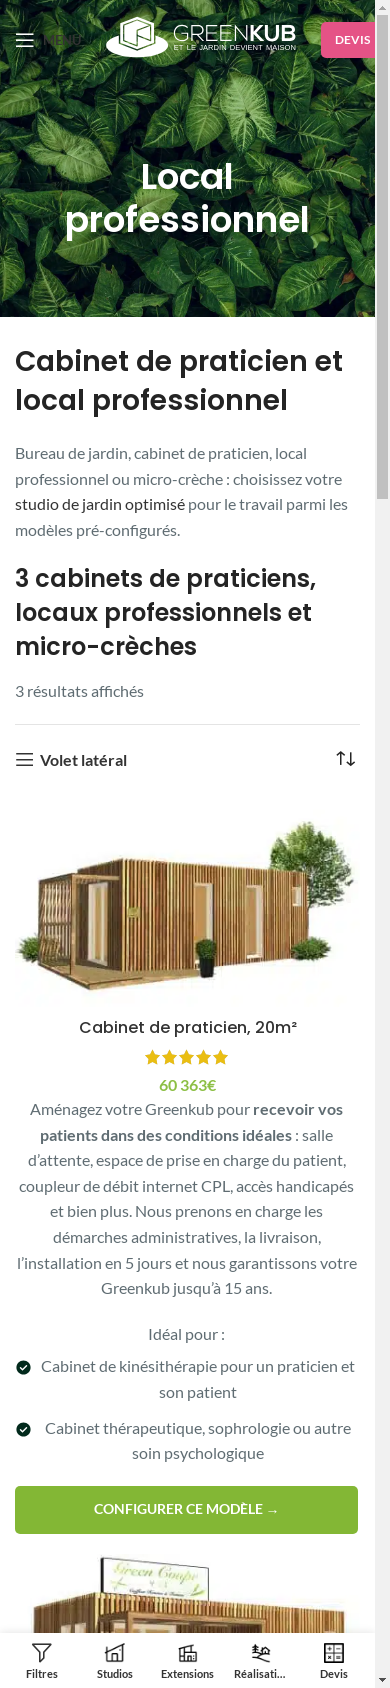 MENU
GREENKUB
ET LE JARDIN DEVIENT MAISON
DEVIS
Local
professionnel
Cabinet de praticien et
local professionnel
Bureau de jardin, cabinet de praticien, local
professionnel ou micro-crèche : choisissez votre
studio de jardin optimisé pour le travail parmi les
modèles pré-configurés.
3 cabinets de praticiens,
locaux professionnels et
micro-crèches
3 résultats affichés
Volet latéral
Cabinet de praticien, 20m²
60 363€
Aménagez votre Greenkub pour recevoir vos
patients dans des conditions idéales : salle
d’attente, espace de prise en charge du patient,
coupleur de débit internet CPL, accès handicapés
et bien plus. Nous prenons en charge les
démarches administratives, la livraison,
l’installation en 5 jours et nous garantissons votre
Greenkub jusqu’à 15 ans.
Idéal pour :
Cabinet de kinésithérapie pour un praticien et
son patient
Cabinet thérapeutique, sophrologie ou autre
soin psychologique
CONFIGURER CE MODÈLE →
Green Coupe
Filtres
Studios
Extensions
Réalisati...
Devis